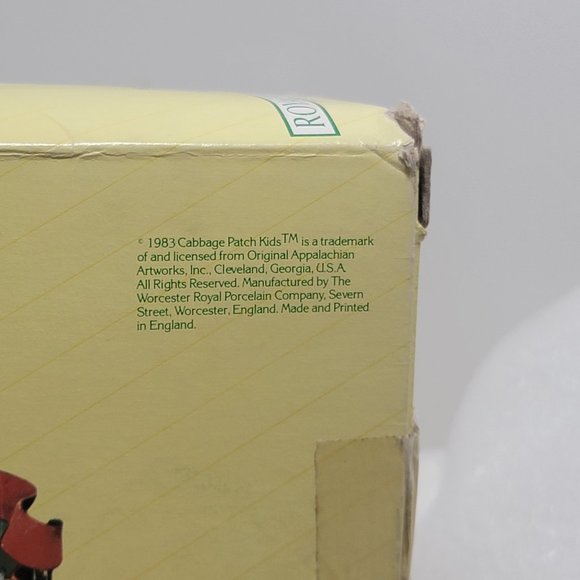 ROY
© 1983 Cabbage Patch Kids™ is a trademark
of and licensed from Original Appalachian
Artworks, Inc., Cleveland, Georgia, U.S.A.
All Rights Reserved. Manufactured by The
Worcester Royal Porcelain Company, Severn
Street, Worcester, England. Made and Printed
in England.